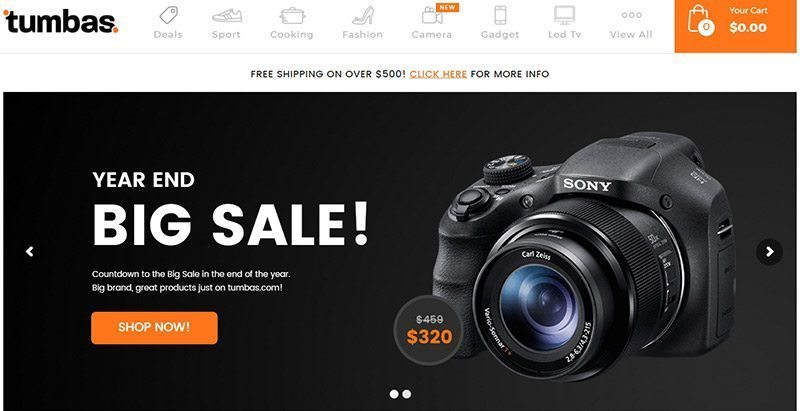 tumbas.
Deals
Sport
Cooking
Fashion
NEW
Camera
Gadget
Led Tv
View All
0
Your Cart
$0.00
FREE SHIPPING ON OVER $500! CLICK HERE FOR MORE INFO
YEAR END
BIG SALE!
Countdown to the Big Sale in the end of the year.
Big brand, great products just on tumbas.com!
SHOP NOW!
$459
$320
SONY
Carl Zeiss
Vario-Sonnar T*
2,8-6,3/4,3-215